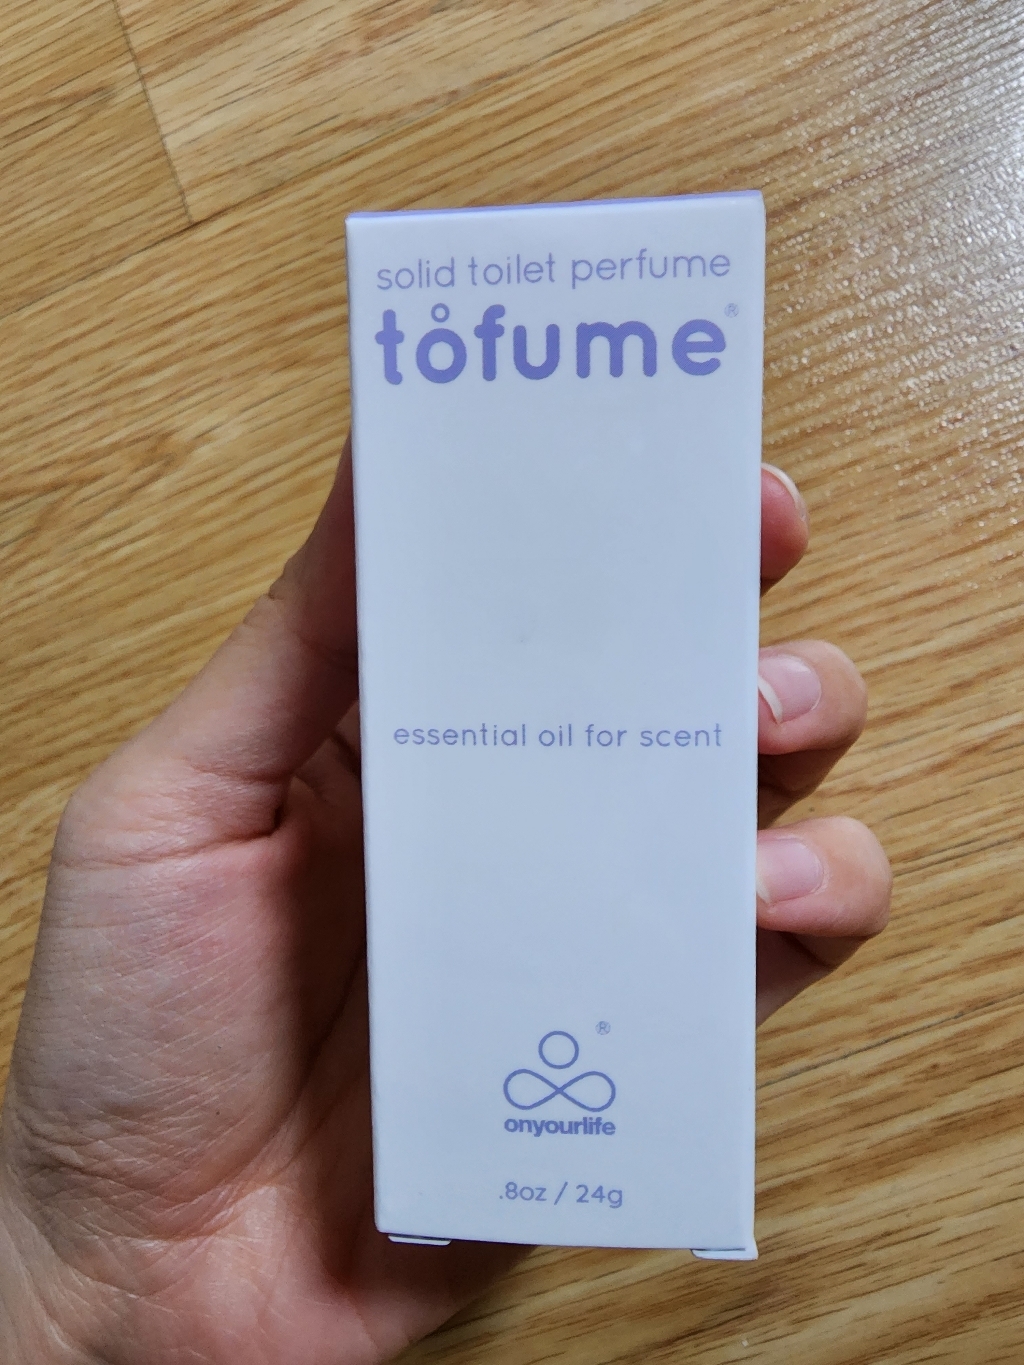 solid toilet perfume
tofume®
essential oil for scent
®
onyourlife
.8oz / 24g